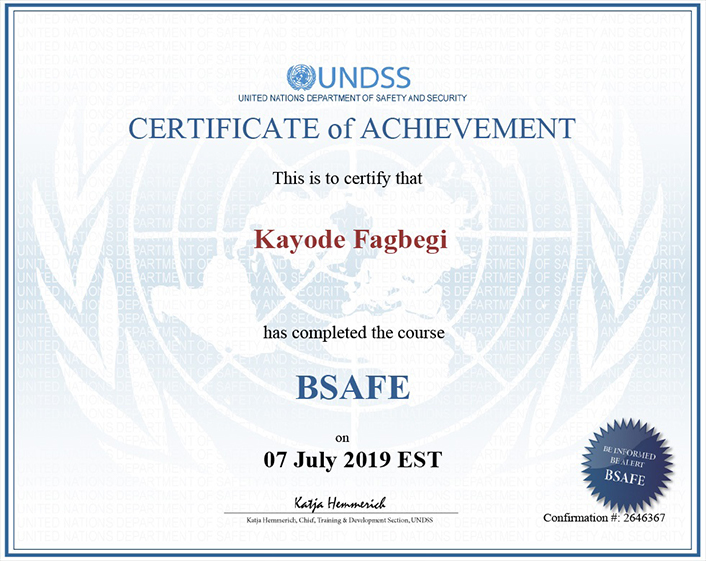 UNDSS
UNITED NATIONS DEPARTMENT OF SAFETY AND SECURITY
CERTIFICATE of ACHIEVEMENT
This is to certify that
Kayode Fagbegi
has completed the course
BSAFE
on
07 July 2019 EST
Katja Hemmerich
Katja Hemmerich, Chief, Training & Development Section, UNDSS
BE INFORMED
BE ALERT
BSAFE
Confirmation #: 2646367